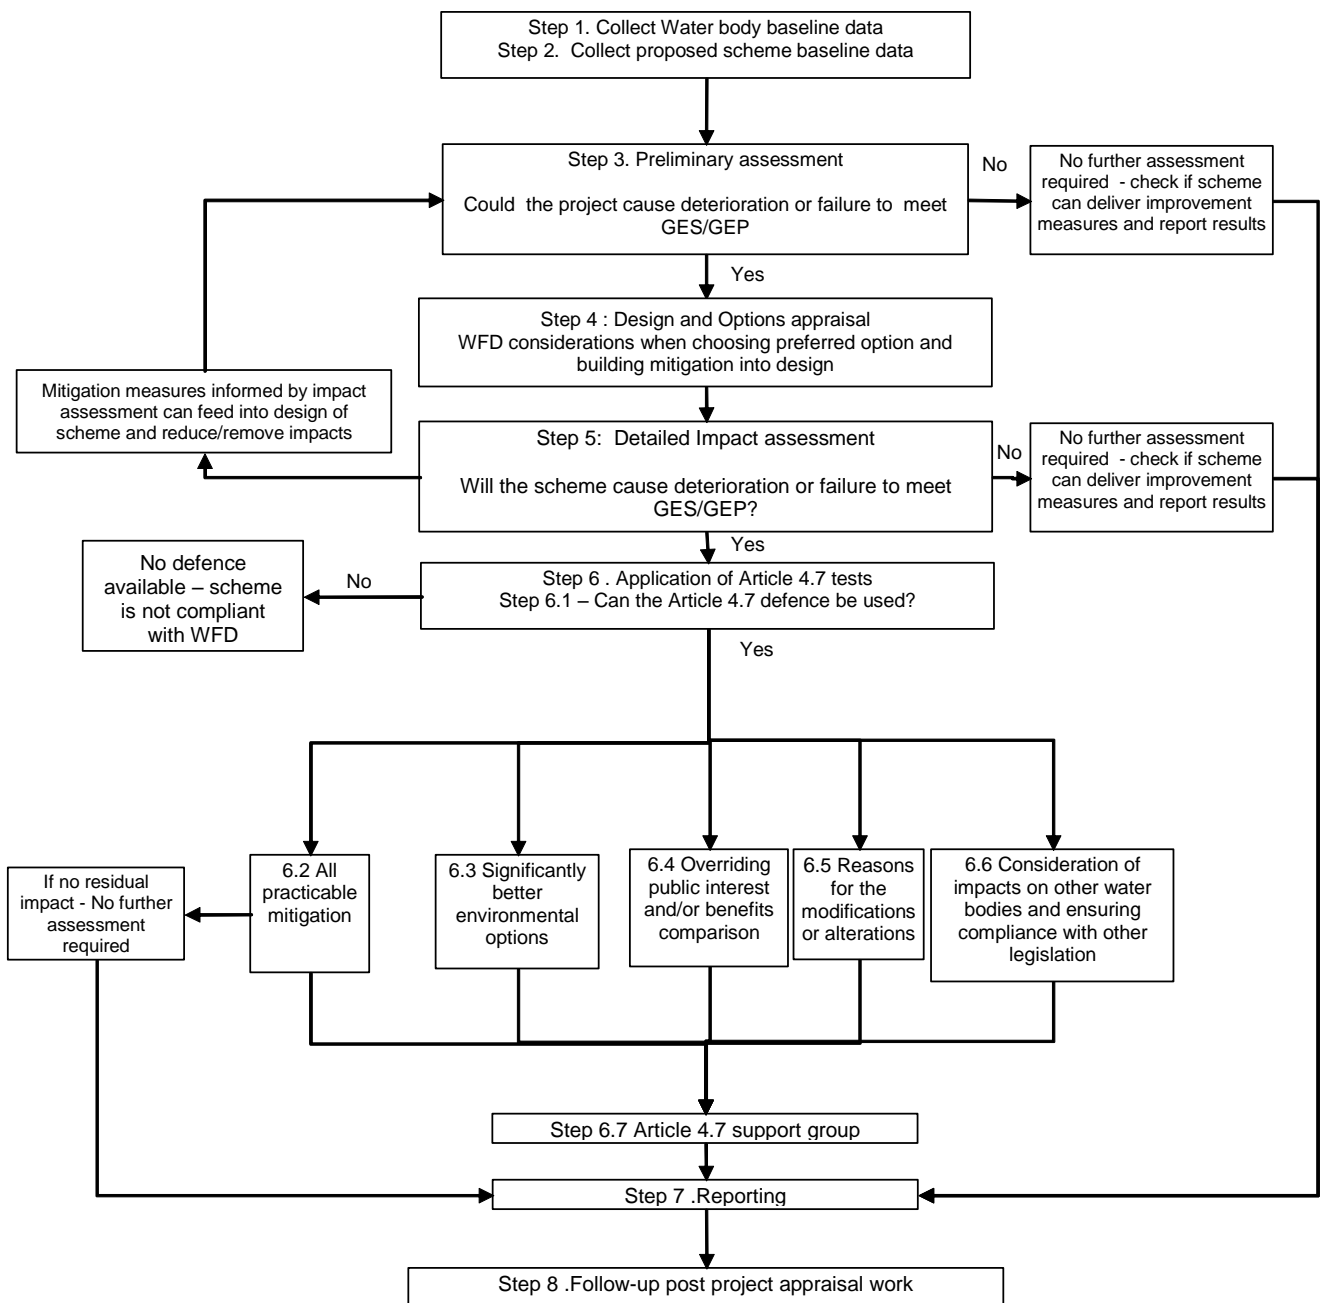 Step 1. Collect Water body baseline data
Step 2. Collect proposed scheme baseline data
Step 3. Preliminary assessment
Could the project cause deterioration or failure to meet
GES/GEP
No
No further assessment
required - check if scheme
can deliver improvement
measures and report results
Yes
Step 4 : Design and Options appraisal
WFD considerations when choosing preferred option and
building mitigation into design
Mitigation measures informed by impact
assessment can feed into design of
scheme and reduce/remove impacts
Step 5: Detailed Impact assessment
Will the scheme cause deterioration or failure to meet
GES/GEP?
No
No further assessment
required - check if scheme
can deliver improvement
measures and report results
Yes
No defence
available – scheme
is not compliant
with WFD
No
Step 6 . Application of Article 4.7 tests
Step 6.1 – Can the Article 4.7 defence be used?
Yes
If no residual
impact - No further
assessment
required
6.2 All
practicable
mitigation
6.3 Significantly
better
environmental
options
6.4 Overriding
public interest
and/or benefits
comparison
6.5 Reasons
for the
modifications
or alterations
6.6 Consideration of
impacts on other water
bodies and ensuring
compliance with other
legislation
Step 6.7 Article 4.7 support group
Step 7 .Reporting
Step 8 .Follow-up post project appraisal work